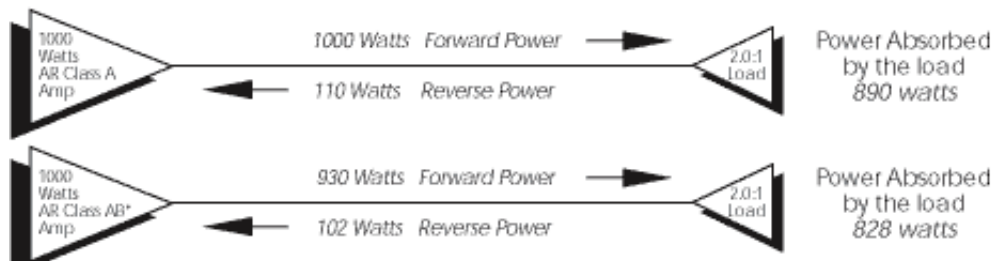 1000
Watts
AR Class A
Amp
1000 Watts Forward Power
110 Watts Reverse Power
2.0:1
Load
Power Absorbed
by the load
890 watts
1000
Watts
AR Class AB*
Amp
930 Watts Forward Power
102 Watts Reverse Power
2.0:1
Load
Power Absorbed
by the load
828 watts